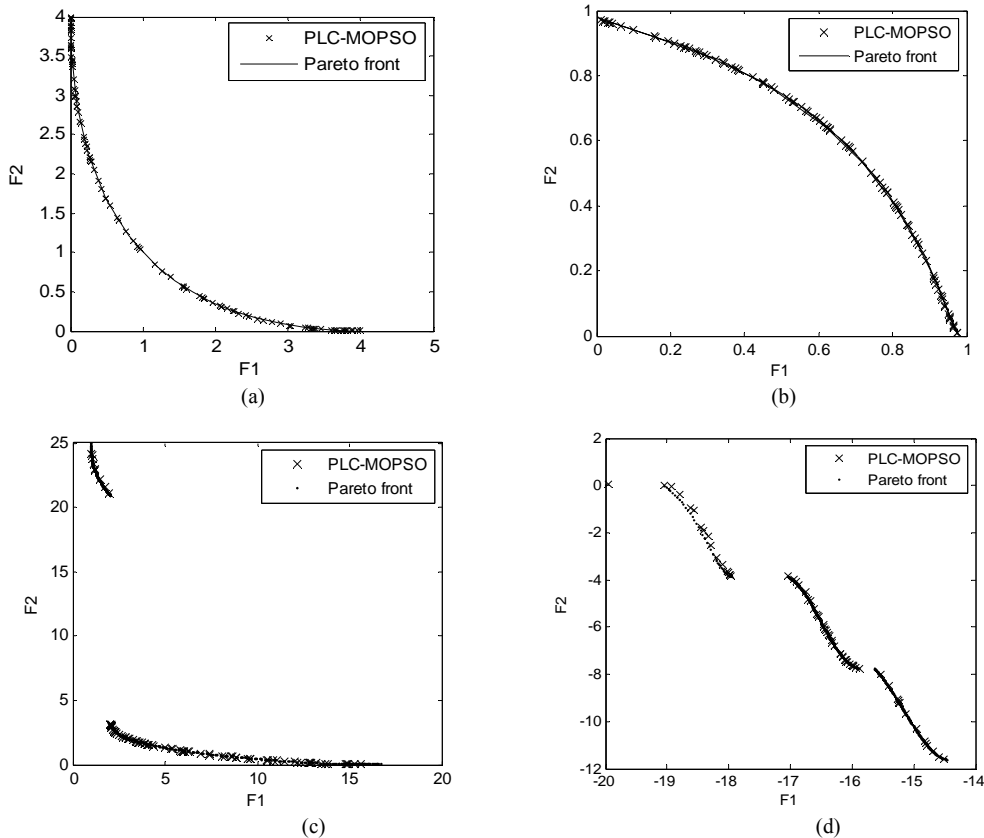 4
3.5
3
2.5
2
1.5
1
0.5
0
F2
0 1 2 3 4 5
F1
PLC-MOPSO
Pareto front
(a)
1
0.8
0.6
0.4
0.2
0
F2
0 0.2 0.4 0.6 0.8 1
F1
PLC-MOPSO
Pareto front
(b)
25
20
15
10
5
0
F2
0 5 10 15 20
F1
PLC-MOPSO
Pareto front
(c)
2
0
-2
-4
-6
-8
-10
-12
F2
-20 -19 -18 -17 -16 -15 -14
F1
PLC-MOPSO
Pareto front
(d)